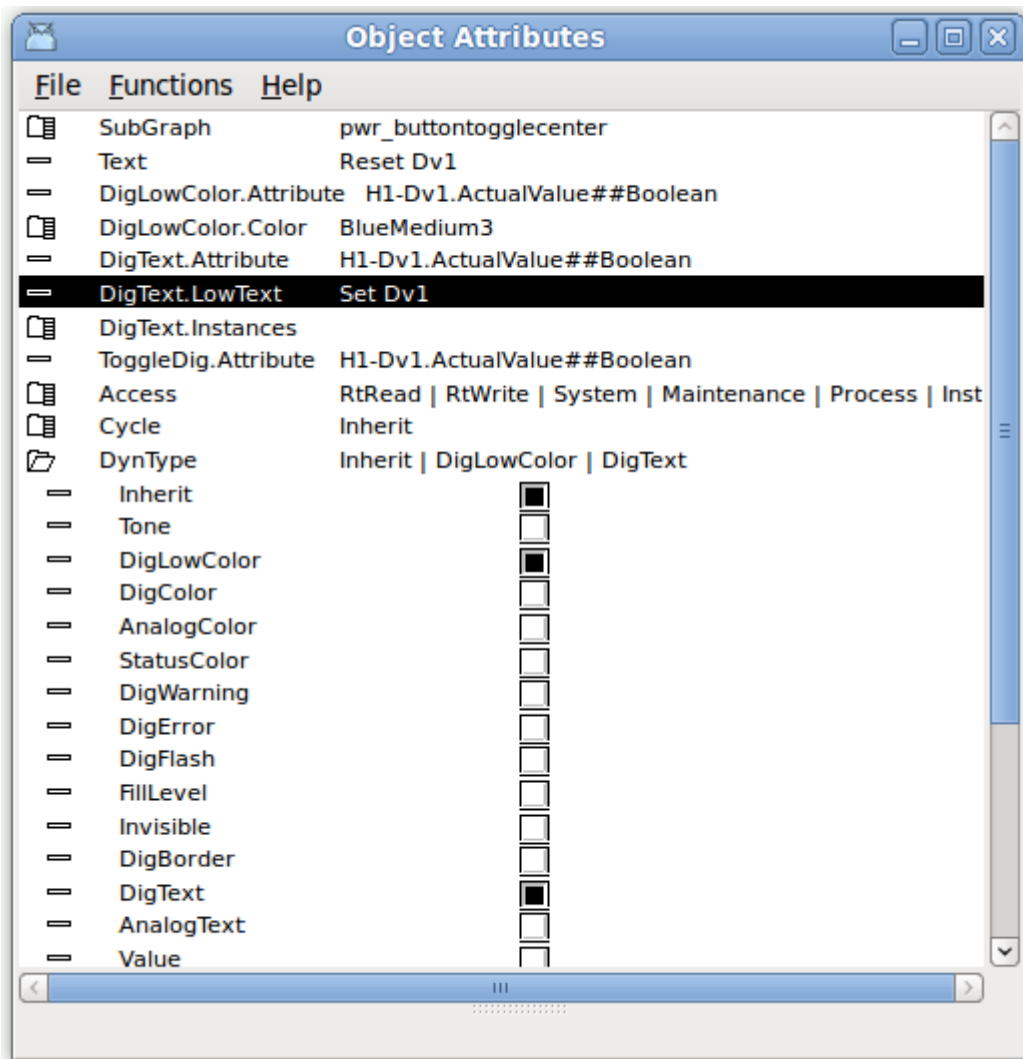 Object Attributes
File Functions Help
SubGraph pwr_buttontogglecenter
Text Reset Dv1
DigLowColor.Attribute H1-Dv1.ActualValue##Boolean
DigLowColor.Color BlueMedium3
DigText.Attribute H1-Dv1.ActualValue##Boolean
DigText.LowText Set Dv1
DigText.Instances
ToggleDig.Attribute H1-Dv1.ActualValue##Boolean
Access RtRead | RtWrite | System | Maintenance | Process | Inst
Cycle Inherit
DynType Inherit | DigLowColor | DigText
Inherit
Tone
DigLowColor
DigColor
AnalogColor
StatusColor
DigWarning
DigError
DigFlash
FillLevel
Invisible
DigBorder
DigText
AnalogText
Value